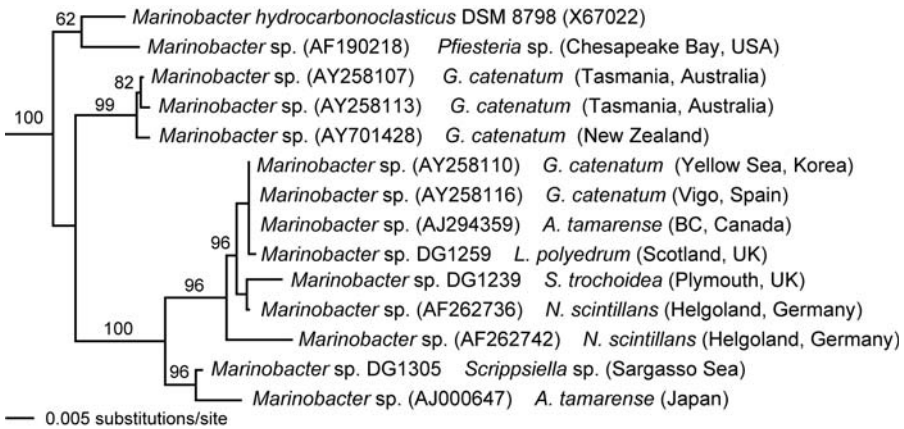 62 Marinobacter hydrocarbonoclasticus DSM 8798 (X67022)
Marinobacter sp. (AF190218) Pfiesteria sp. (Chesapeake Bay, USA)
82 Marinobacter sp. (AY258107) G. catenatum (Tasmania, Australia)
100 99 Marinobacter sp. (AY258113) G. catenatum (Tasmania, Australia)
Marinobacter sp. (AY701428) G. catenatum (New Zealand)
Marinobacter sp. (AY258110) G. catenatum (Yellow Sea, Korea)
Marinobacter sp. (AY258116) G. catenatum (Vigo, Spain)
Marinobacter sp. (AJ294359) A. tamarense (BC, Canada)
96 Marinobacter sp. DG1259 L. polyedrum (Scotland, UK)
96 Marinobacter sp. DG1239 S. trochoidea (Plymouth, UK)
Marinobacter sp. (AF262736) N. scintillans (Helgoland, Germany)
100 Marinobacter sp. (AF262742) N. scintillans (Helgoland, Germany)
96 Marinobacter sp. DG1305 Scrippsiella sp. (Sargasso Sea)
Marinobacter sp. (AJ000647) A. tamarense (Japan)
0.005 substitutions/site